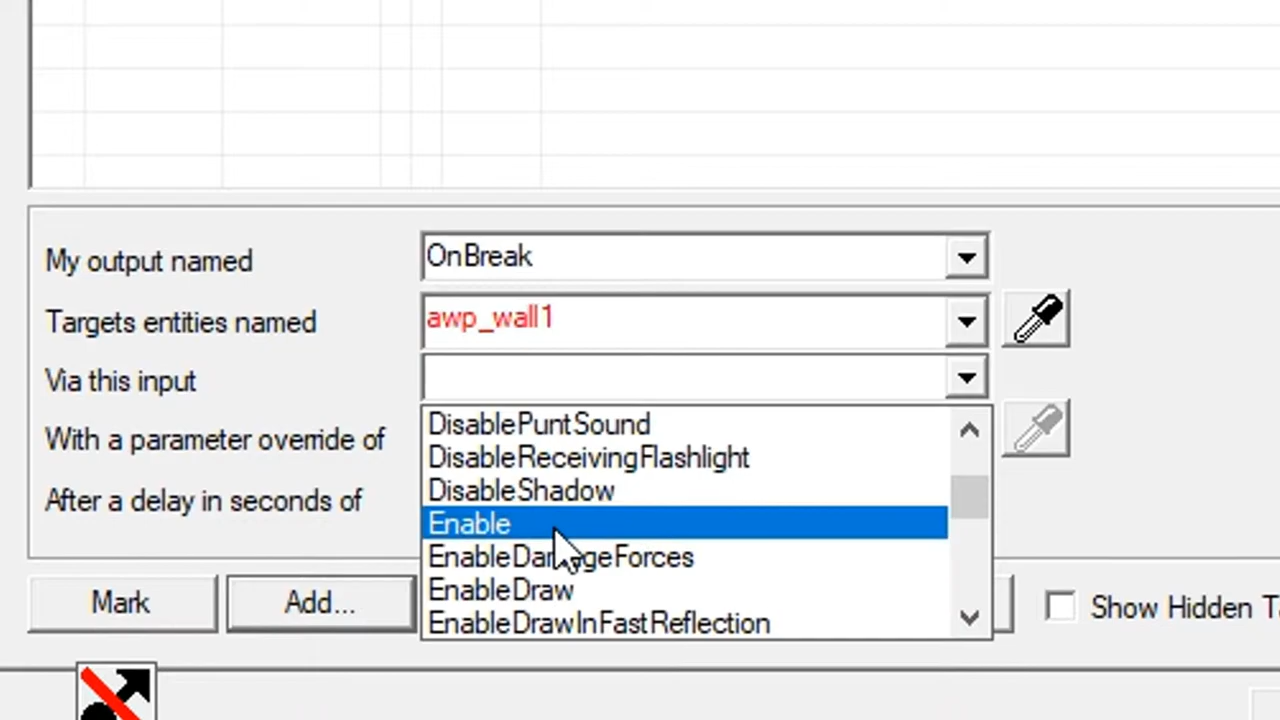 My output named
OnBreak
Targets entities named
awp_wall1
Via this input
With a parameter override of
After a delay in seconds of
DisablePuntSound
DisableReceivingFlashlight
DisableShadow
Enable
EnableDamageForces
EnableDraw
EnableDrawInFastReflection
Mark
Add...
Show Hidden Ta